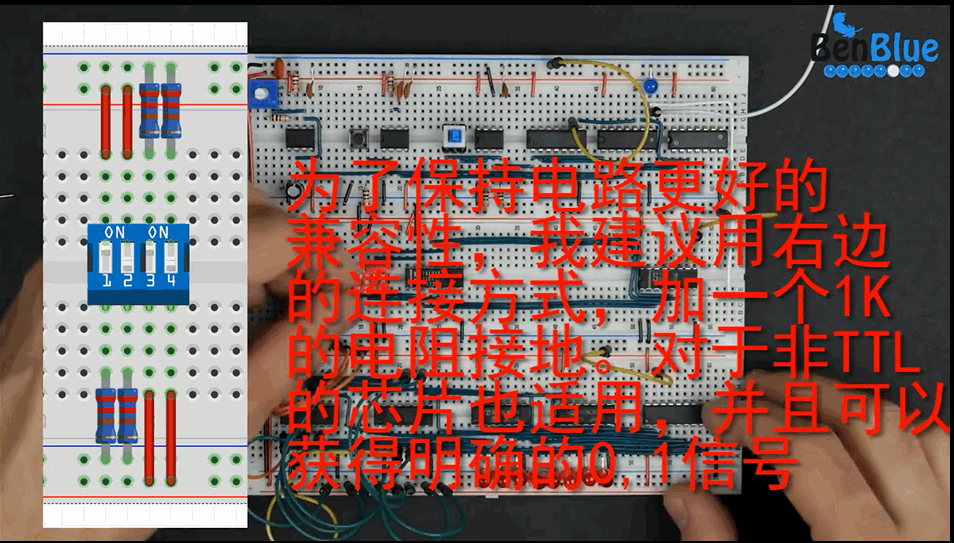 BenBlue
为了保持电路更好的
兼容性，我建议用右边
的连接方式，加一个1K
的电阻接地。对于非TTL
的芯片也适用，并且可以
获得明确的0,1信号
ON ON
1 2 3 4